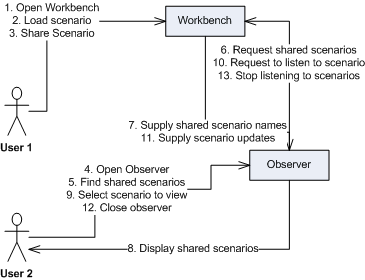 1. Open Workbench
2. Load scenario
3. Share Scenario
Workbench
6. Request shared scenarios
10. Request to listen to scenario
13. Stop listening to scenarios
User 1
7. Supply shared scenario names
11. Supply scenario updates
4. Open Observer
5. Find shared scenarios
9. Select scenario to view
12. Close observer
Observer
8. Display shared scenarios
User 2